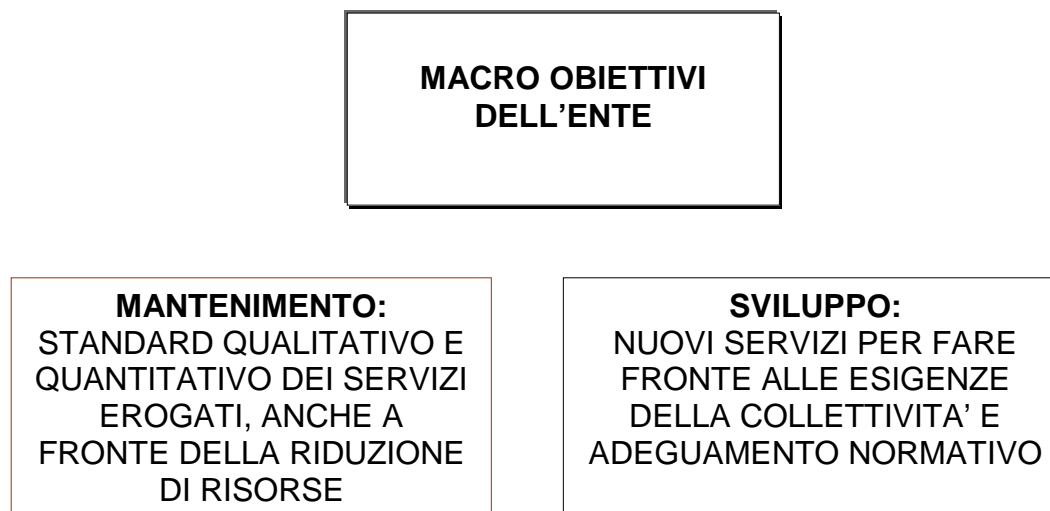 MACRO OBIETTIVI
DELL’ENTE
MANTENIMENTO:
STANDARD QUALITATIVO E
QUANTITATIVO DEI SERVIZI
EROGATI, ANCHE A
FRONTE DELLA RIDUZIONE
DI RISORSE
SVILUPPO:
NUOVI SERVIZI PER FARE
FRONTE ALLE ESIGENZE
DELLA COLLETTIVITA’ E
ADEGUAMENTO NORMATIVO